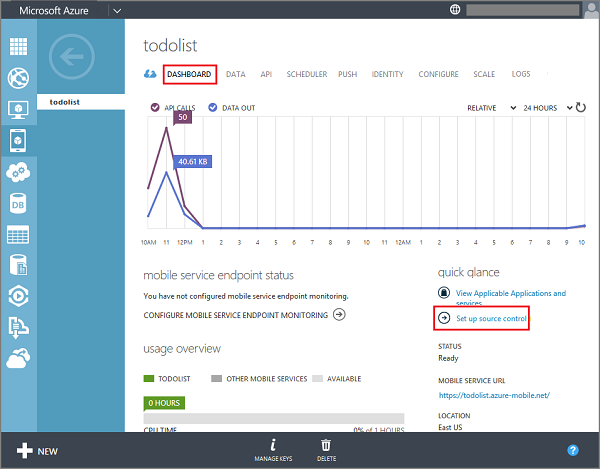 Microsoft Azure
todolist
todolist
DASHBOARD DATA API SCHEDULER PUSH IDENTITY CONFIGURE SCALE LOGS
API CALLS DATA OUT RELATIVE 24 HOURS
50
40.61 KB
10AM 11 12PM 1 2 3 4 5 6 7 8 9 10 11 12AM 1 2 3 4 5 6 7 8 9 10
mobile service endpoint status
You have not configured mobile service endpoint monitoring.
CONFIGURE MOBILE SERVICE ENDPOINT MONITORING
usage overview
TODOLIST OTHER MOBILE SERVICES AVAILABLE
0 HOURS
CPU TIME 0% of 1 HOURS
quick glance
View Applicable Applications and
services
Set up source control
STATUS
Ready
MOBILE SERVICE URL
https://todolist.azure-mobile.net/
LOCATION
East US
DB
NEW
MANAGE KEYS
DELETE
?